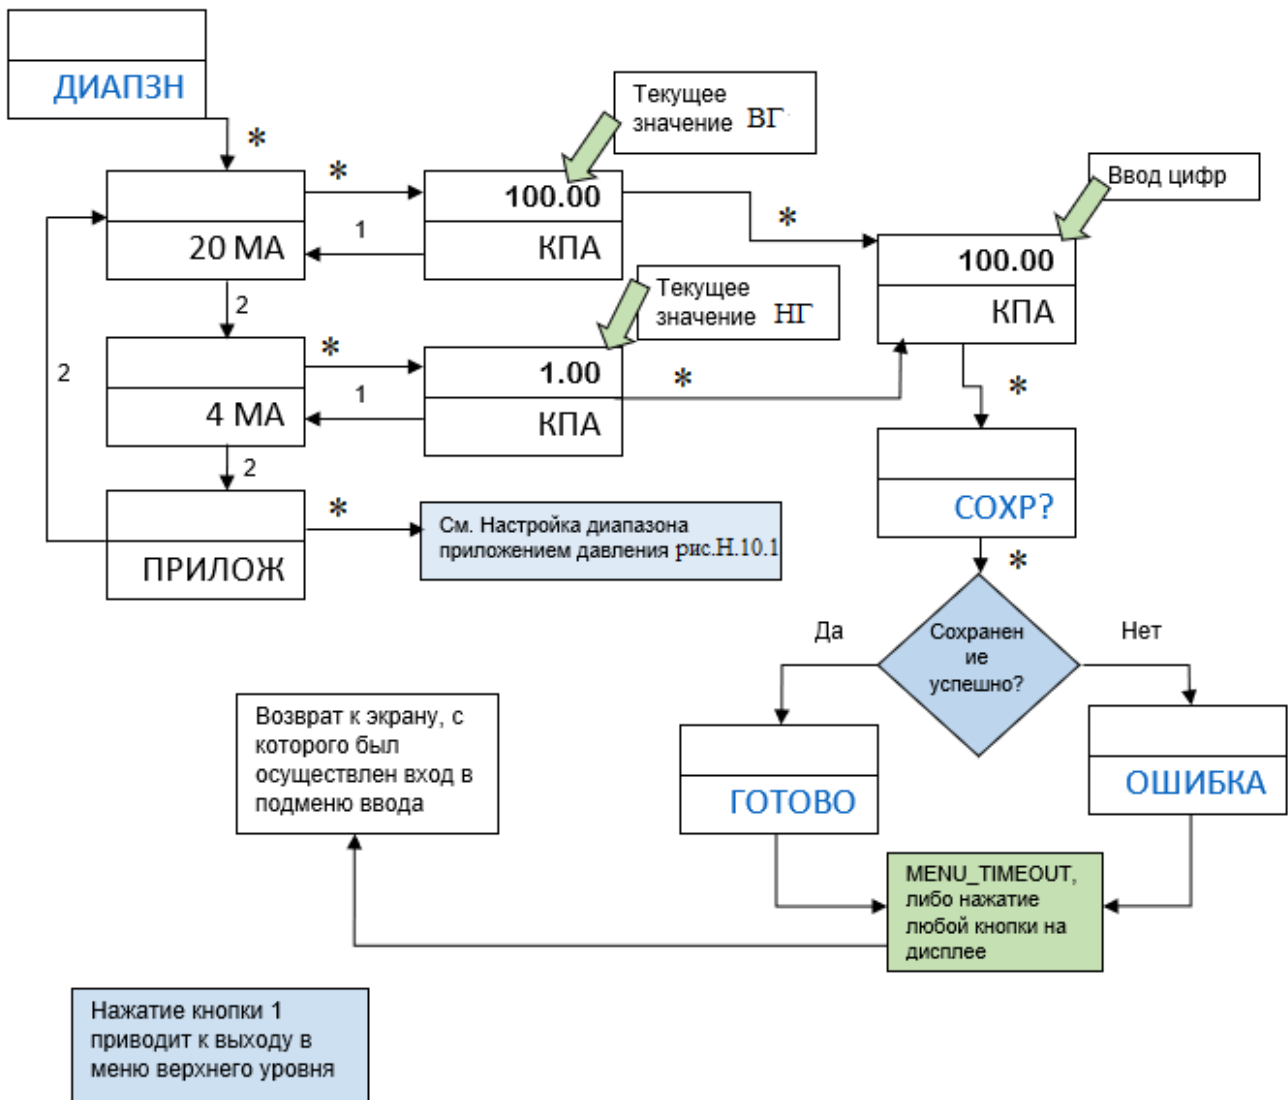 ДИАПЗН
*
Текущее
значение ВГ
*
100.00
КПА
1
20 МА
*
Ввод цифр
100.00
КПА
2
Текущее
значение НГ
*
1.00
КПА
*
1
4 МА
2
2
*
СОХР?
*
ПРИЛОЖ
*
См. Настройка диапазона
приложением давления рис.Н.10.1
Да
Сохранен
ие
успешно?
Нет
Возврат к экрану, с
которого был
осуществлен вход в
подменю ввода
ГОТОВО
ОШИБКА
MENU_TIMEOUT,
либо нажатие
любой кнопки на
дисплее
Нажатие кнопки 1
приводит к выходу в
меню верхнего уровня